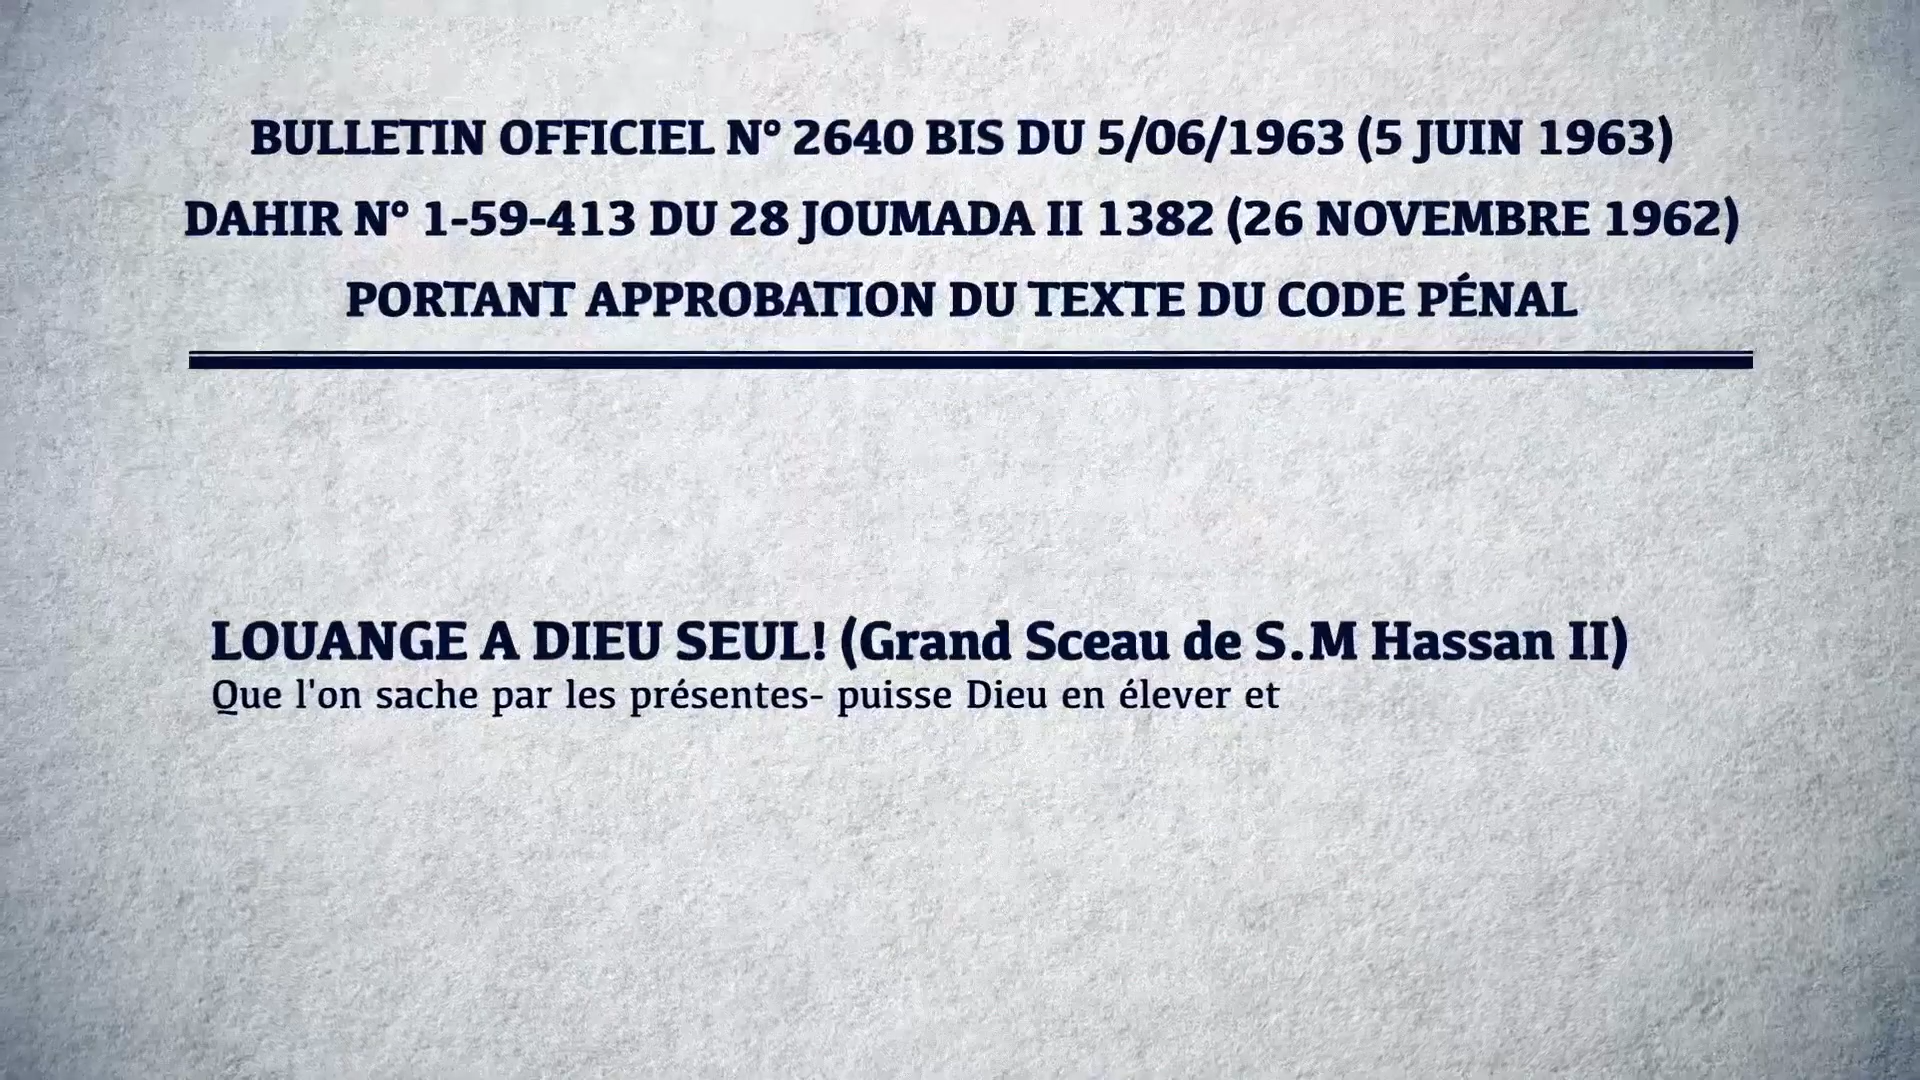 BULLETIN OFFICIEL N° 2640 BIS DU 5/06/1963 (5 JUIN 1963)
DAHIR N° 1-59-413 DU 28 JOUMADA II 1382 (26 NOVEMBRE 1962)
PORTANT APPROBATION DU TEXTE DU CODE PÉNAL
LOUANGE A DIEU SEUL! (Grand Sceau de S.M Hassan II)
Que l'on sache par les présentes- puisse Dieu en élever et